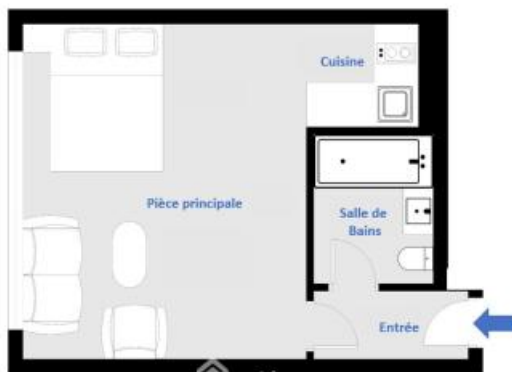 Cuisine
Pièce principale
Salle de
Bains
Entrée